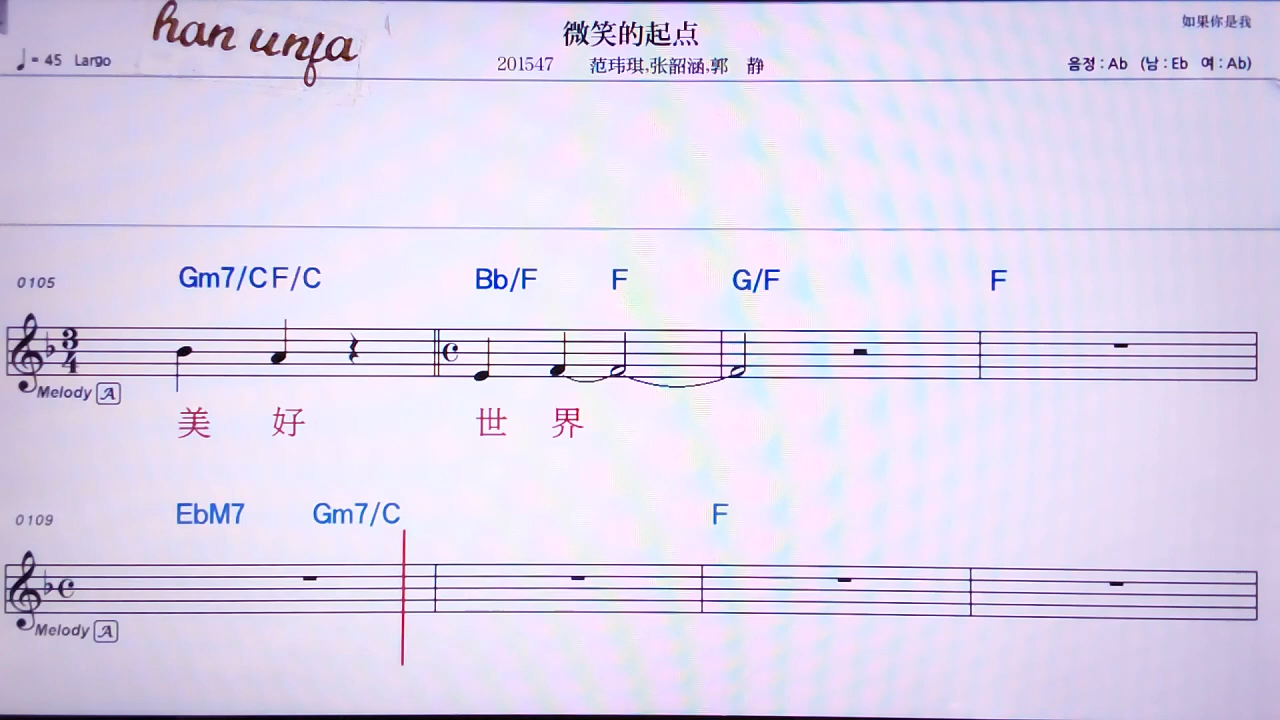 han unja
微笑的起点
如果你是我
♩= 45 Largo
201547 范玮琪,张韶涵,郭 静
음정 : Ab (남 : Eb 여 : Ab)
0105 Gm7/C F/C Bb/F F G/F F
3 4
Melody A
美 好 世 界
0109 EbM7 Gm7/C F
Melody A